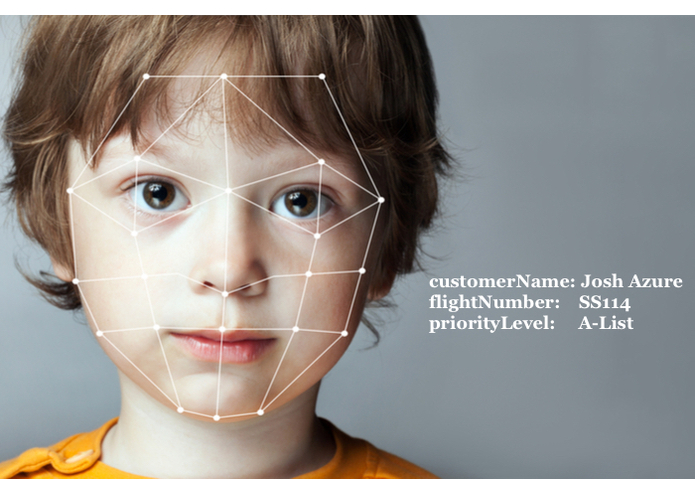 customerName: Josh Azure
flightNumber: SS114
priorityLevel: A-List